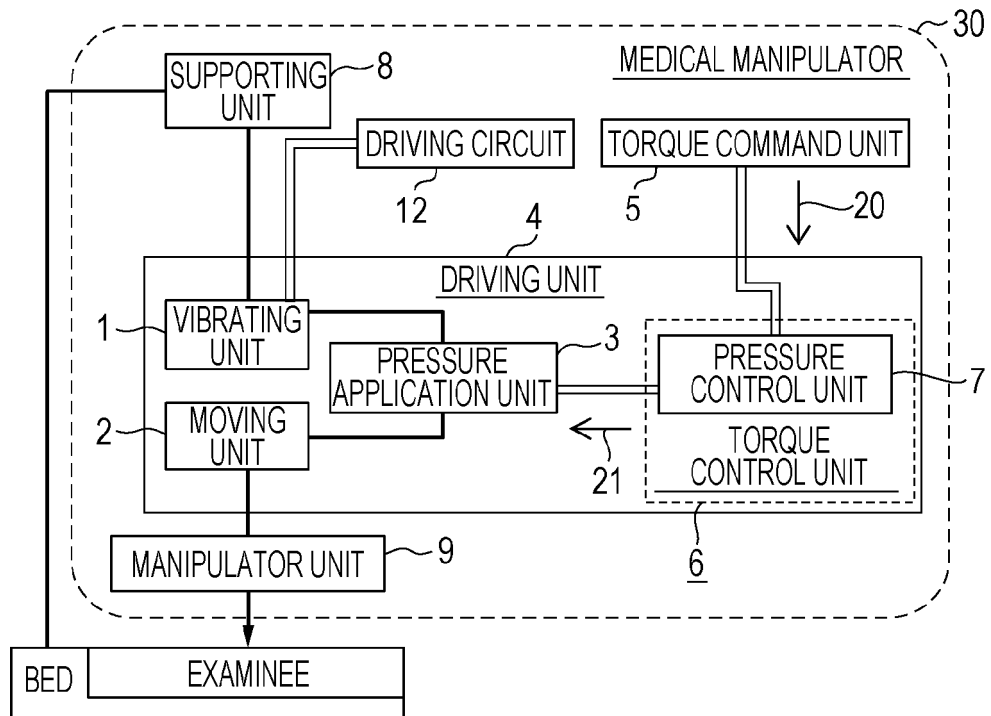 30
MEDICAL MANIPULATOR
8
SUPPORTING
UNIT
DRIVING CIRCUIT
12
TORQUE COMMAND UNIT
5
20
4
DRIVING UNIT
1
VIBRATING
UNIT
3
PRESSURE
APPLICATION UNIT
PRESSURE
CONTROL UNIT
7
2
MOVING
UNIT
21
TORQUE
CONTROL UNIT
6
MANIPULATOR UNIT
9
BED
EXAMINEE